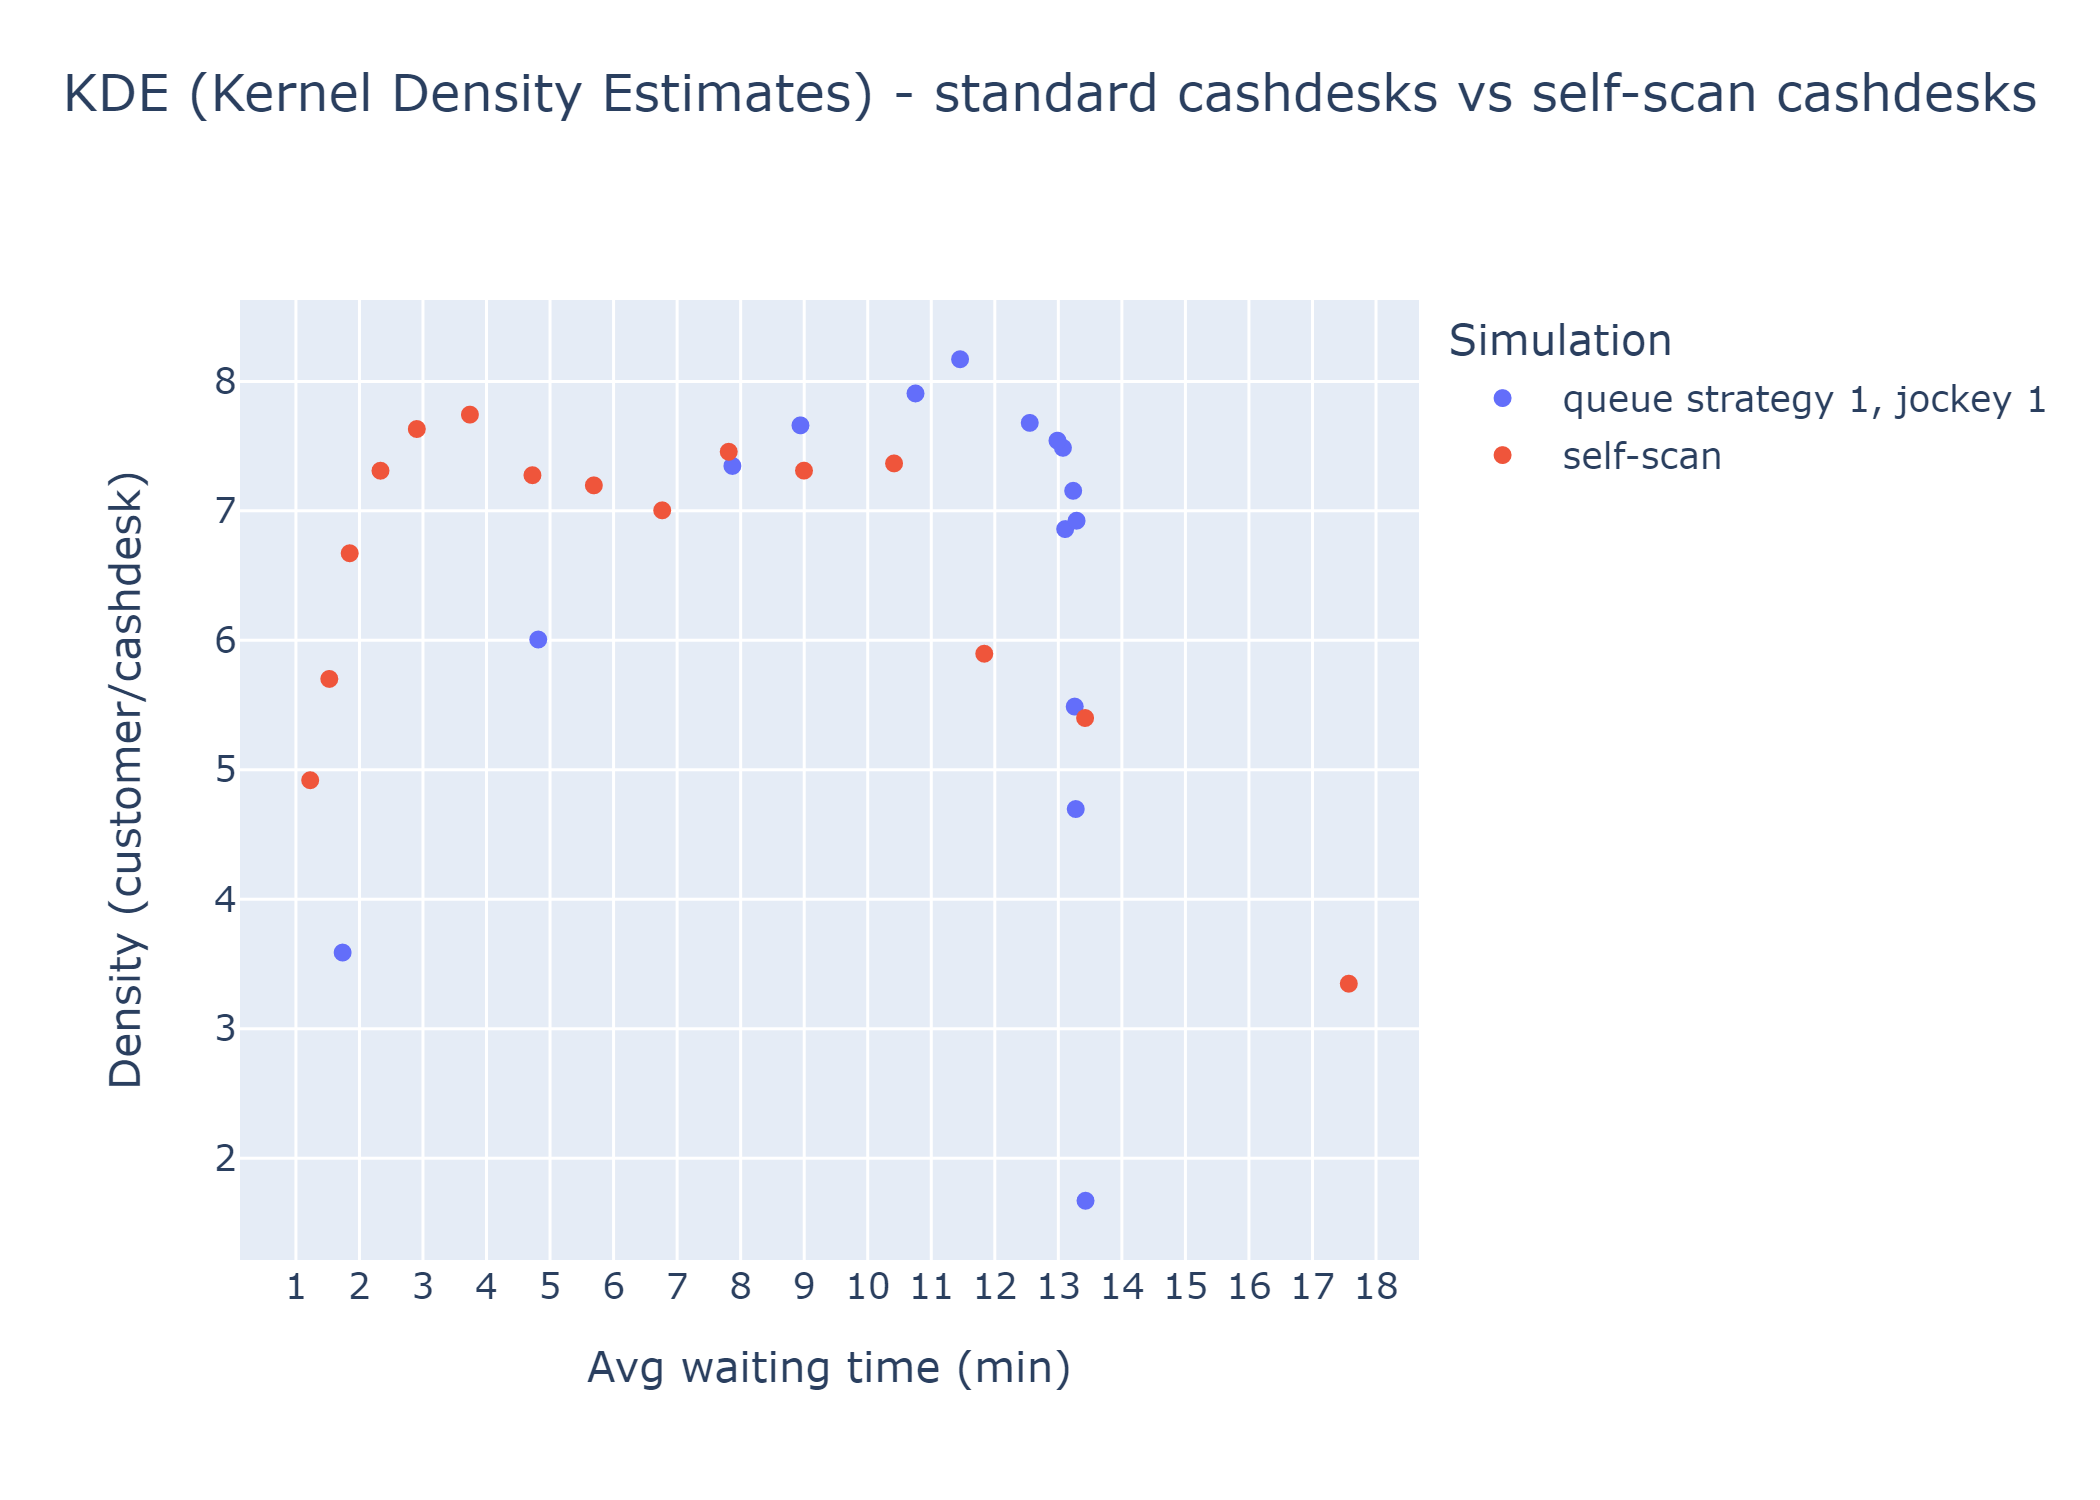 KDE (Kernel Density Estimates) - standard cashdesks vs self-scan cashdesks
Simulation
queue strategy 1, jockey 1
self-scan
Density (customer/cashdesk)
8
7
6
5
4
3
2
1 2 3 4 5 6 7 8 9 10 11 12 13 14 15 16 17 18
Avg waiting time (min)